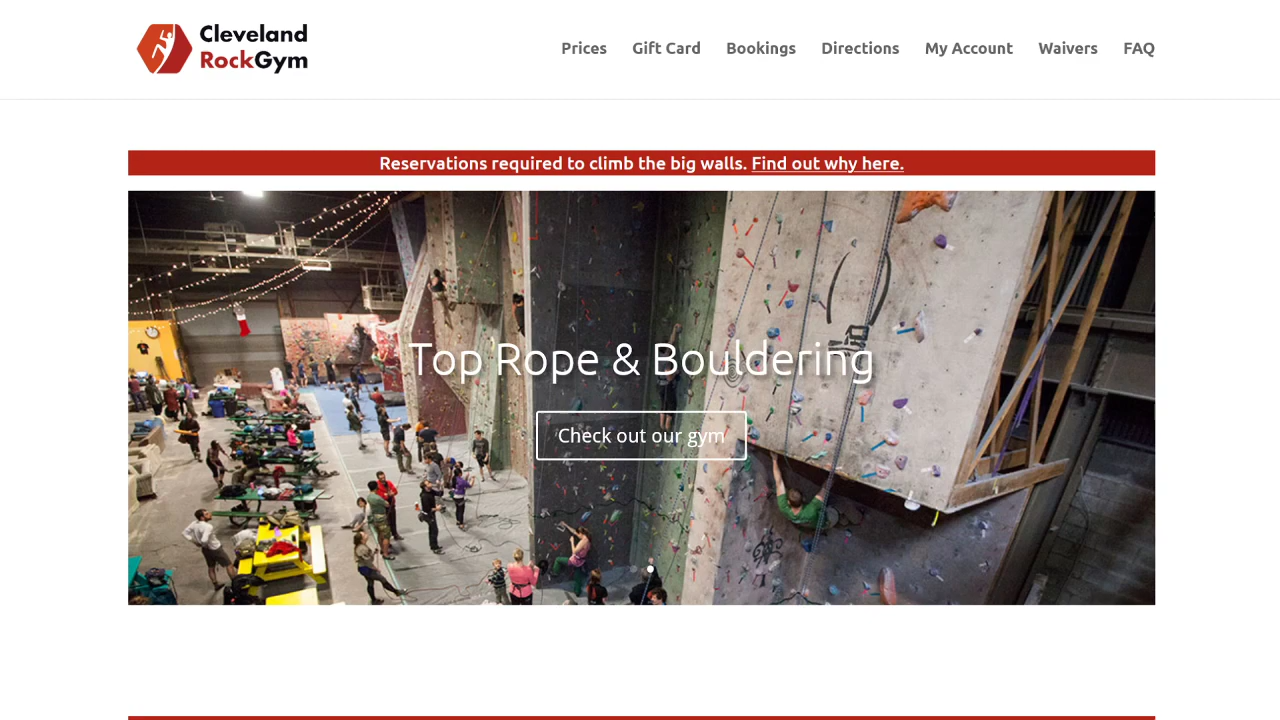 Cleveland
RockGym
Prices
Gift Card
Bookings
Directions
My Account
Waivers
FAQ
Reservations required to climb the big walls. Find out why here.
Top Rope & Bouldering
Check out our gym